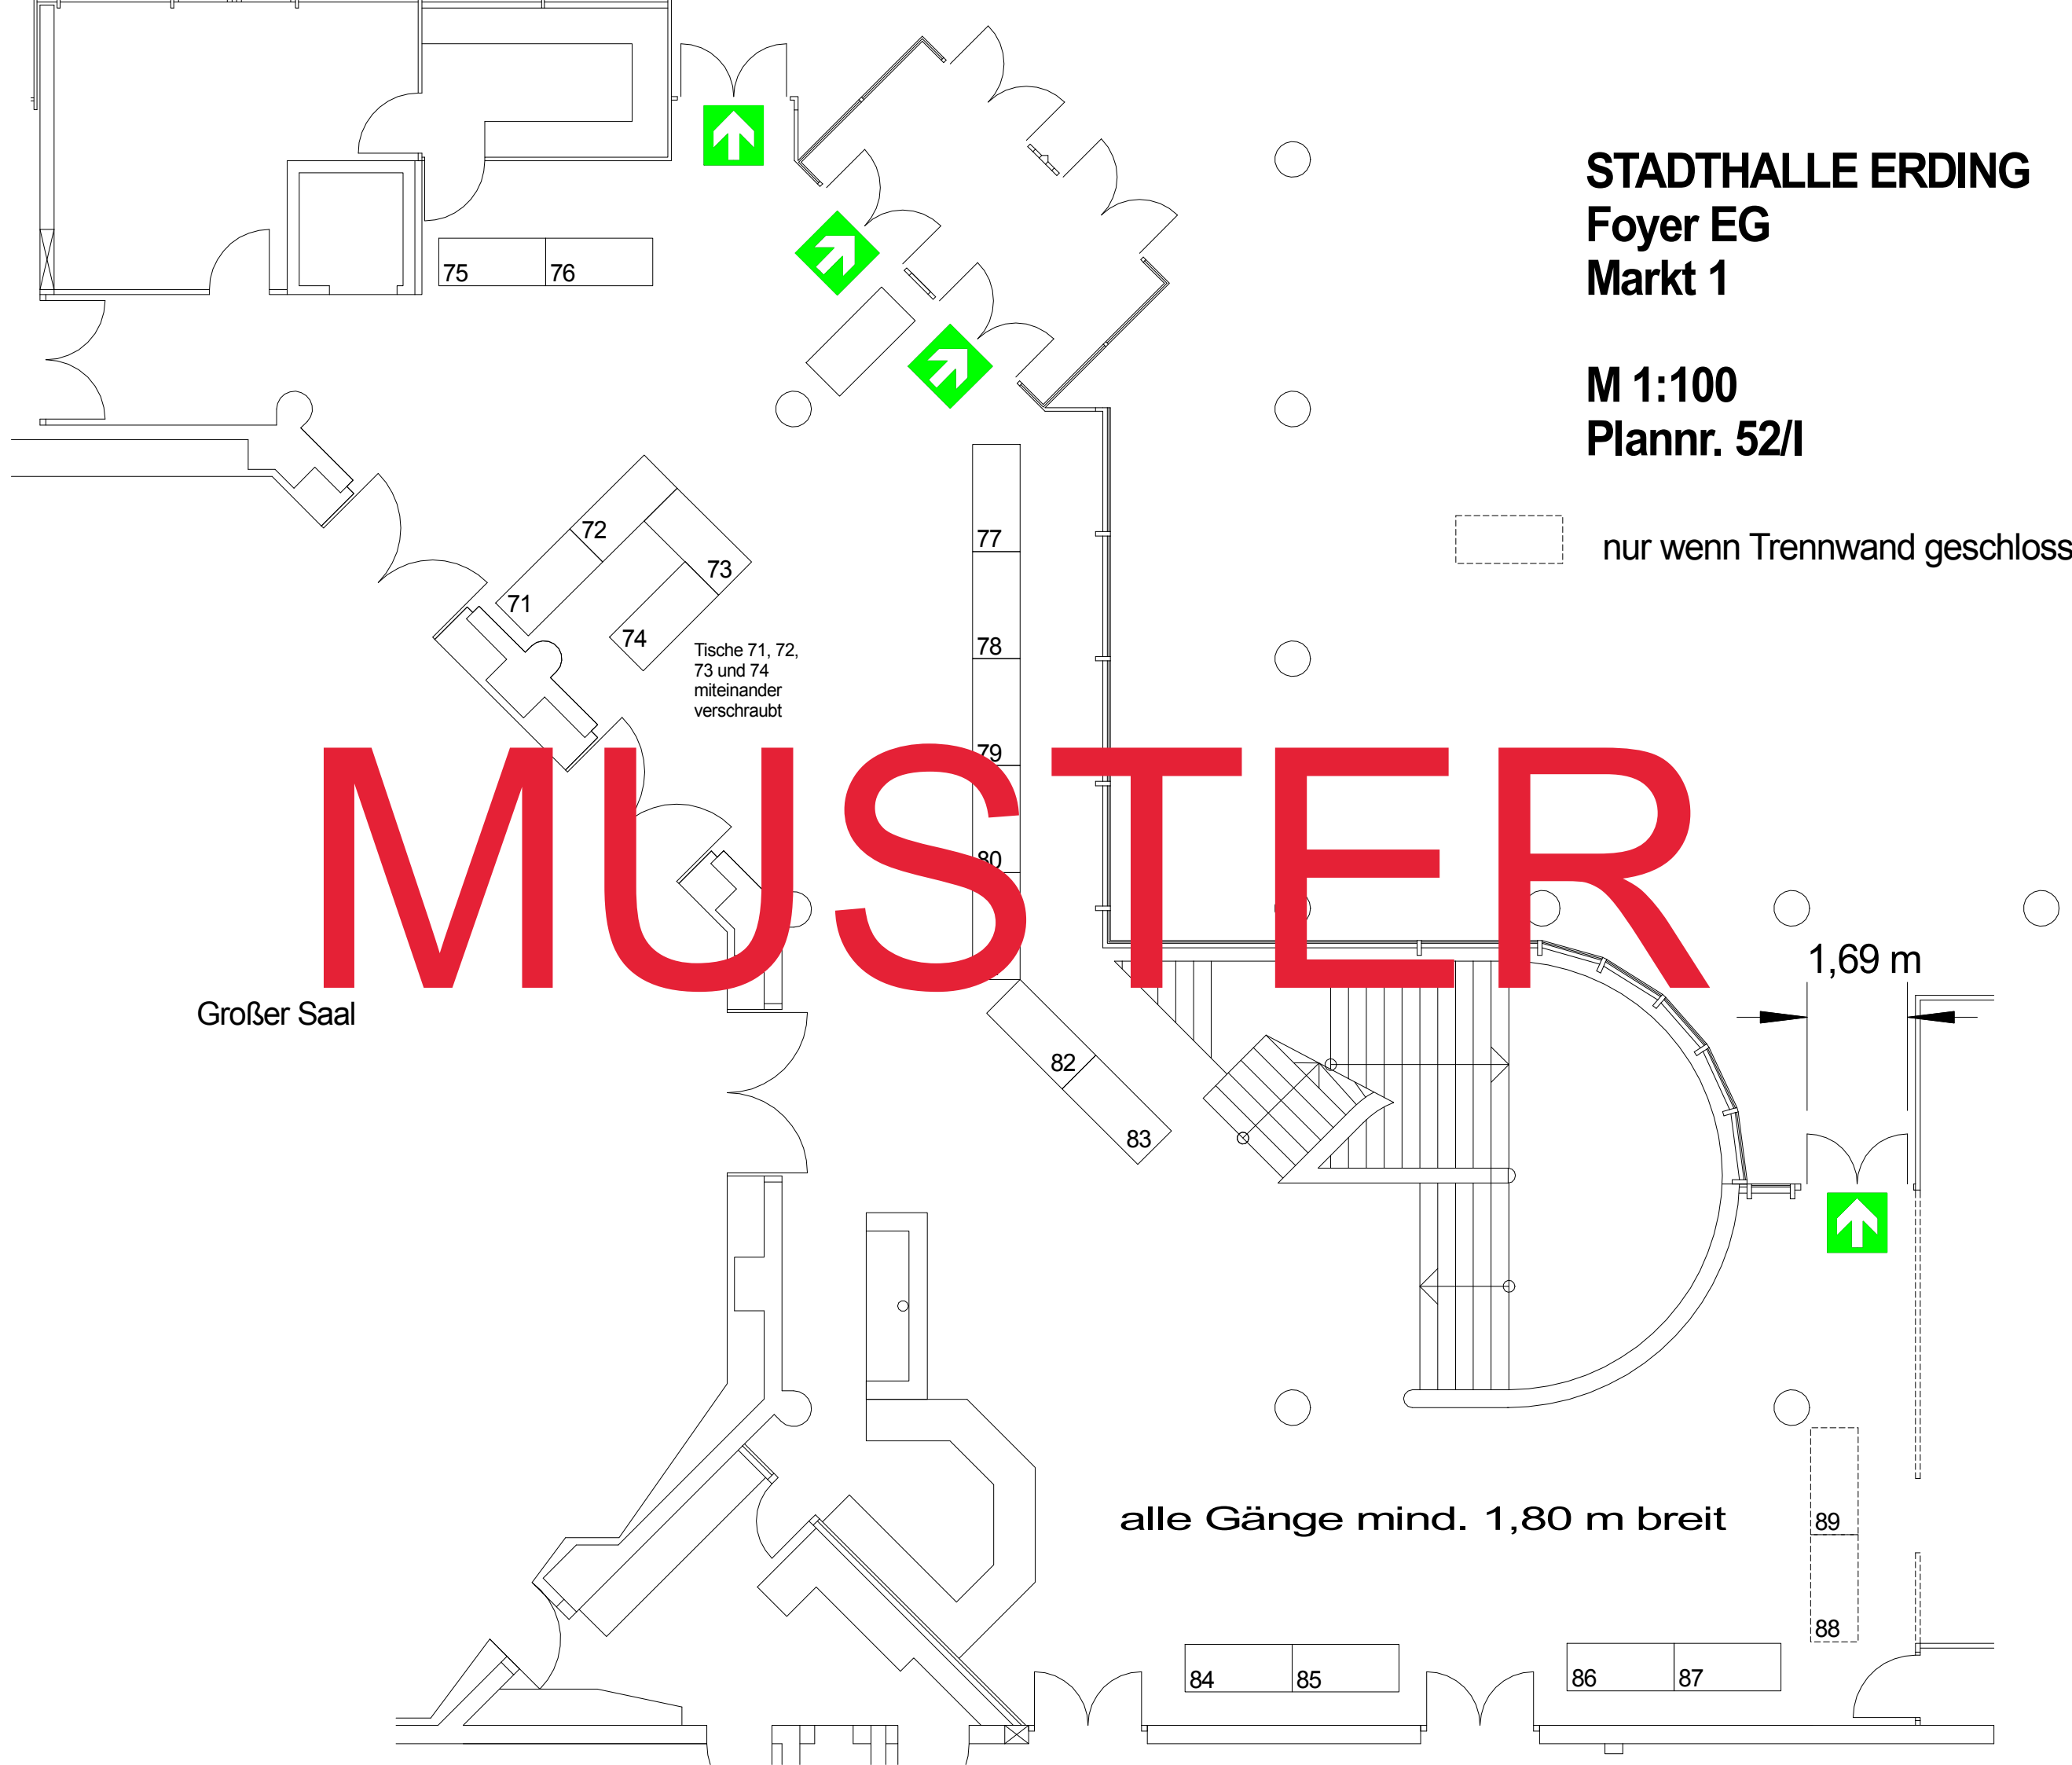 STADTHALLE ERDING
Foyer EG
Markt 1
M 1:100
Plannr. 52/I
nur wenn Trennwand geschloss
75
76
77
72
73
71
74
78
Tische 71, 72,
73 und 74
miteinander
verschraubt
79
MUSTER
80
1,69 m
Großer Saal
82
83
alle Gänge mind. 1,80 m breit
89
88
84
85
86
87